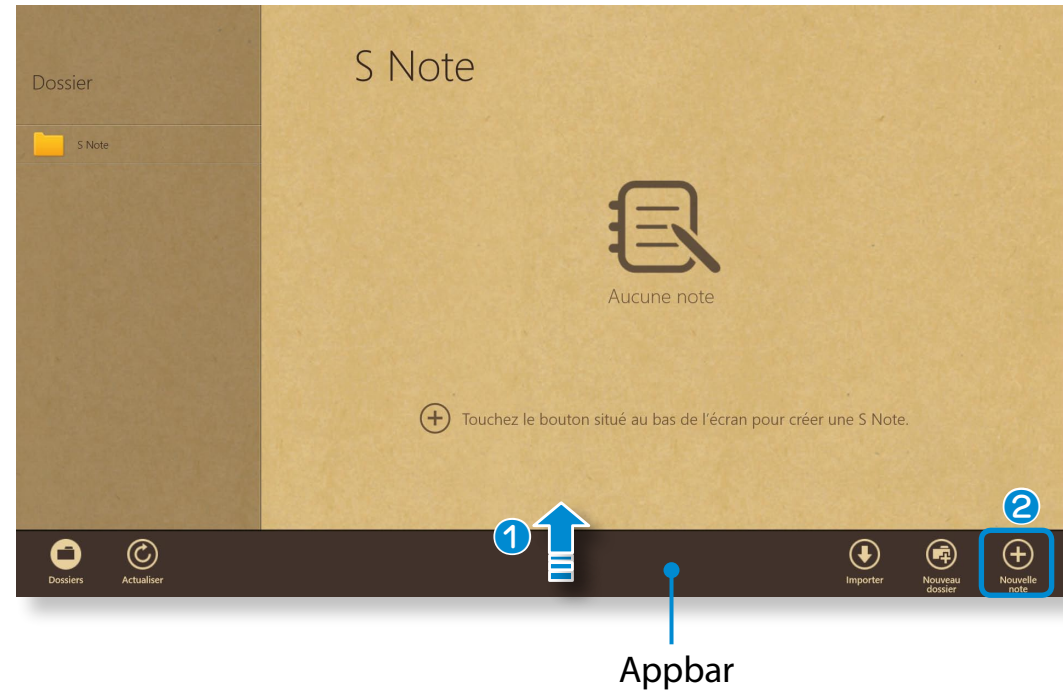 Dossier
S Note
S Note
Aucune note
Touchez le bouton situé au bas de l'écran pour créer une S Note.
1
2
Dossiers
Actualiser
Importer
Nouveau
dossier
Nouvelle
note
Appbar